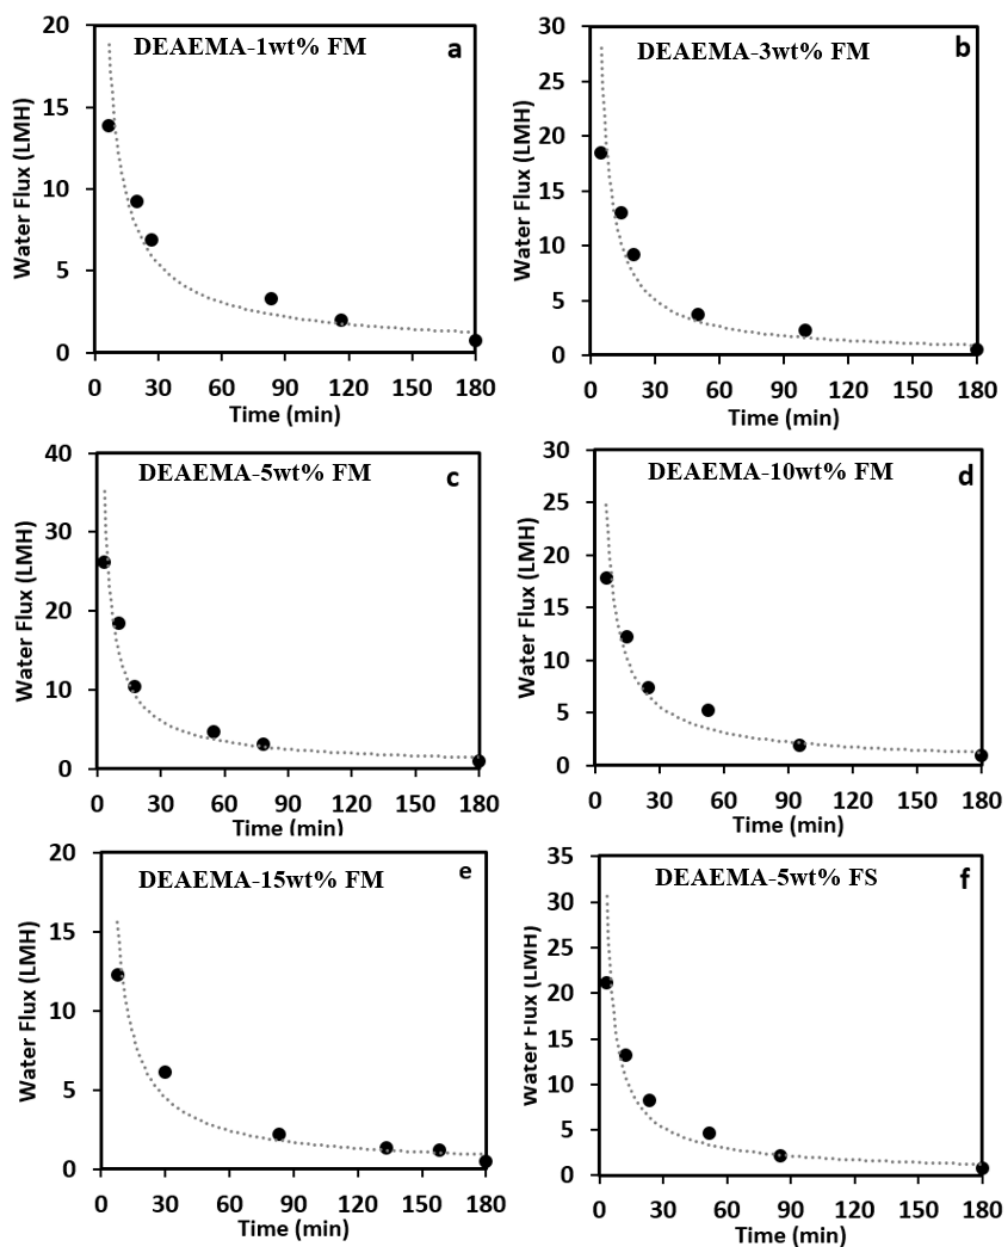 DEAEMA-1wt% FM
a
20
15
10
5
0
Water Flux (LMH)
0 30 60 90 120 150 180
Time (min)
DEAEMA-3wt% FM
b
30
25
20
15
10
5
0
Water Flux (LMH)
0 30 60 90 120 150 180
Time (min)
DEAEMA-5wt% FM
c
40
30
20
10
0
Water Flux (LMH)
0 30 60 90 120 150 180
Time (min)
DEAEMA-10wt% FM
d
30
25
20
15
10
5
0
Water Flux (LMH)
0 30 60 90 120 150 180
Time (min)
DEAEMA-15wt% FM
e
20
15
10
5
0
Water Flux (LMH)
0 30 60 90 120 150 180
Time (min)
DEAEMA-5wt% FS
f
35
30
25
20
15
10
5
0
Water Flux (LMH)
0 30 60 90 120 150 180
Time (min)